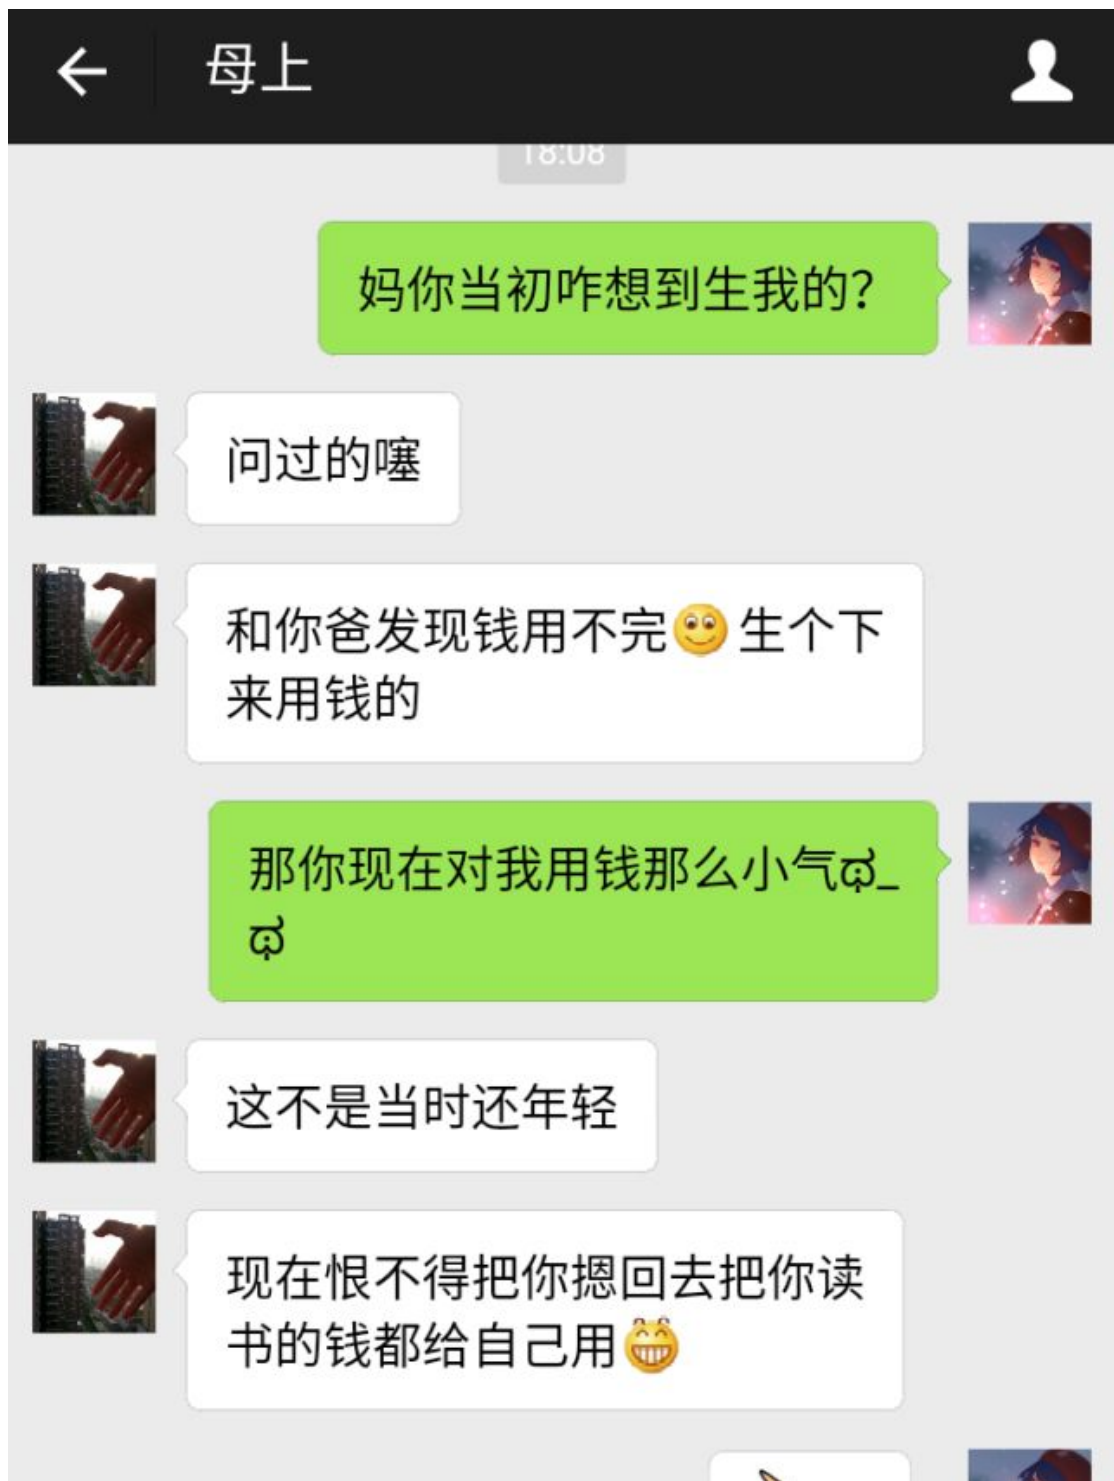 母上
18:08
妈你当初咋想到生我的？
问过的噻
和你爸发现钱用不完🙂生个下
来用钱的
那你现在对我用钱那么小气ಥ_
ಥ
这不是当时还年轻
现在恨不得把你摁回去把你读
书的钱都给自己用😁